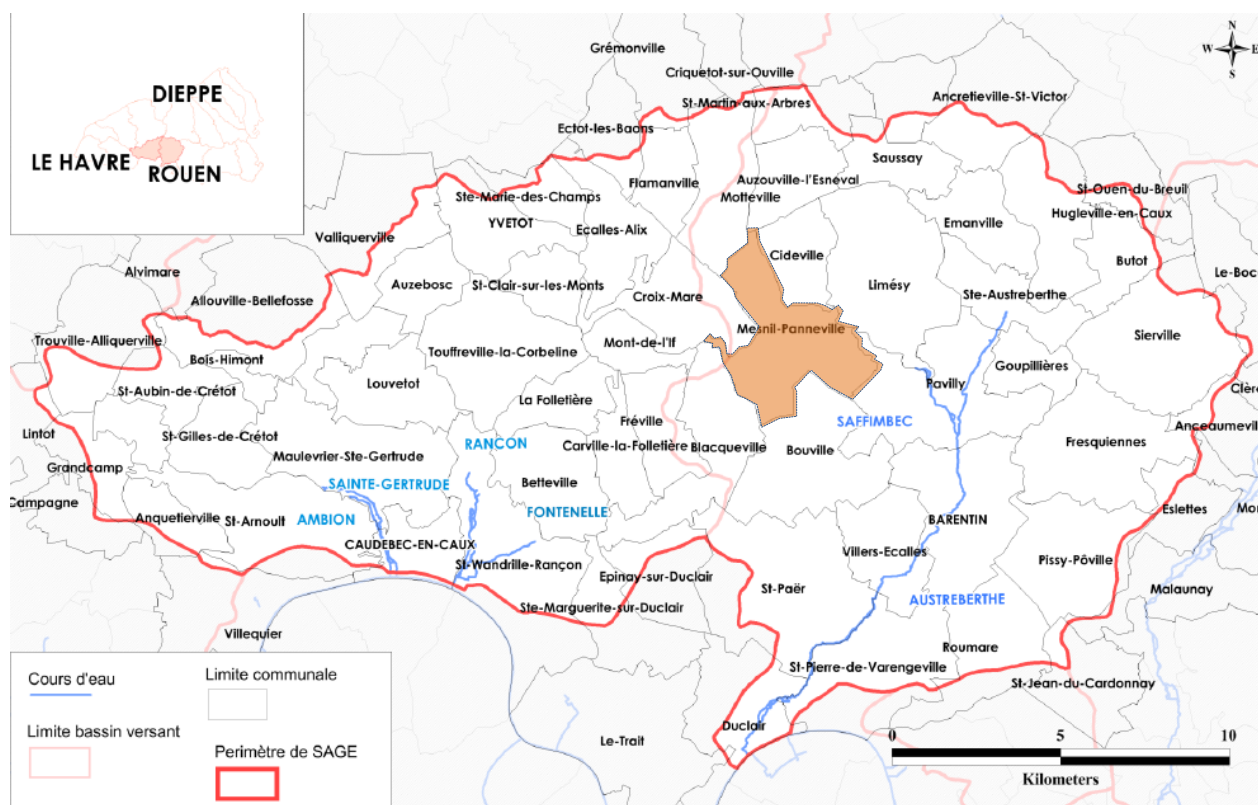 DIEPPE
LE HAVRE
ROUEN
N
W E
S
Grémonville
Criquetot-sur-Ouville
St-Martin-aux-Arbres
Ancretieville-St-Victor
Ectot-les-Baons
Saussay
Flamanville
Auzouville-l'Esneval
Motteville
Ste-Marie-des-Champs
YVETOT
Ecalles-Alix
St-Ouen-du-Breuil
Hugleville-en-Caux
Emanville
Valliquerville
Cideville
Butot
Alvimare
Auzebosc
St-Clair-sur-les-Monts
Limésy
Le-Boc
Allouville-Bellefosse
Croix-Mare
Ste-Austreberthe
Mesnil-Panneville
Sierville
Trouville-Alliquerville
Mont-de-l'If
Bois-Himont
Touffreville-la-Corbeline
Goupillières
St-Aubin-de-Crétot
Louvetot
Pavilly
Clèr
La Folletière
Fréville
SAFFIMBEC
Anceaumevil
Lintot
St-Gilles-de-Crétot
RANÇON
Carville-la-Folletière
Blacqueville
Bouville
Fresquiennes
Maulevrier-Ste-Gertrude
Grandcamp
SAINTE-GERTRUDE
Betteville
Campagne
Anquetierville
St-Arnoult
AMBION
FONTENELLE
BARENTIN
Eslettes
Mon
CAUDEBEC-EN-CAUX
Villers-Ecalles
Pissy-Pôville
St-Wandrille-Rançon
Epinay-sur-Duclair
St-Paër
Malaunay
AUSTREBERTHE
Ste-Marguerite-sur-Duclair
Villequier
Roumare
St-Pierre-de-Varengeville
St-Jean-du-Cardonnay
Duclair
Le-Trait
Cours d'eau
Limite communale
Limite bassin versant
Perimètre de SAGE
0 5 10
Kilometers